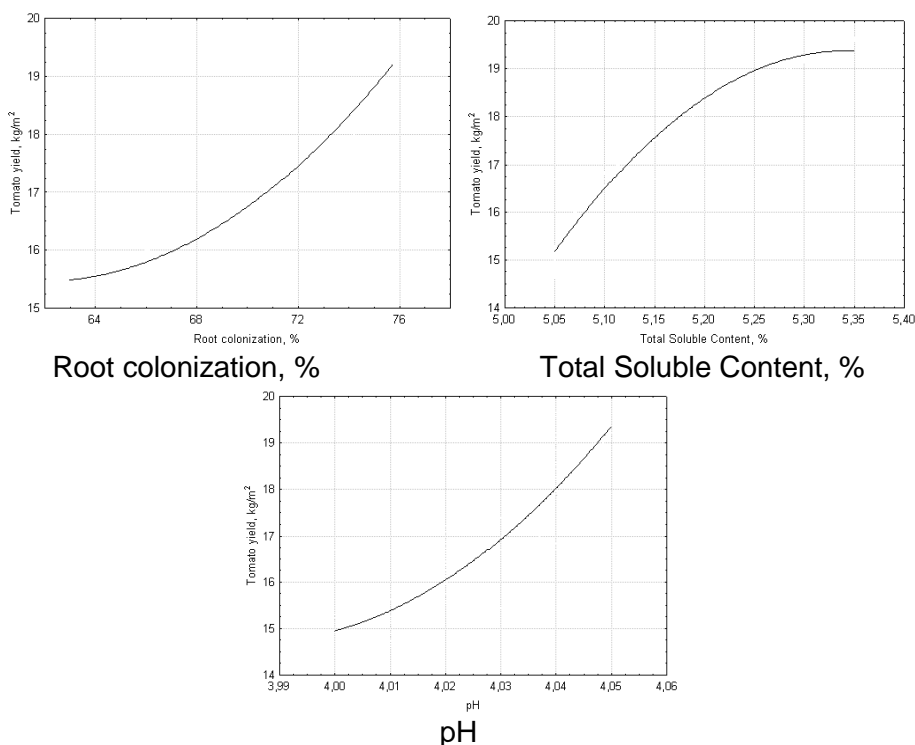 20
19
18
17
16
15
Tomato yield, kg/m²
64 68 72 76
Root colonization, %
Root colonization, %
20
19
18
17
16
15
14
Tomato yield, kg/m²
5,00 5,05 5,10 5,15 5,20 5,25 5,30 5,35 5,40
Total Soluble Content, %
Total Soluble Content, %
20
19
18
17
16
15
14
Tomato yield, kg/m²
3,99 4,00 4,01 4,02 4,03 4,04 4,05 4,06
pH
pH